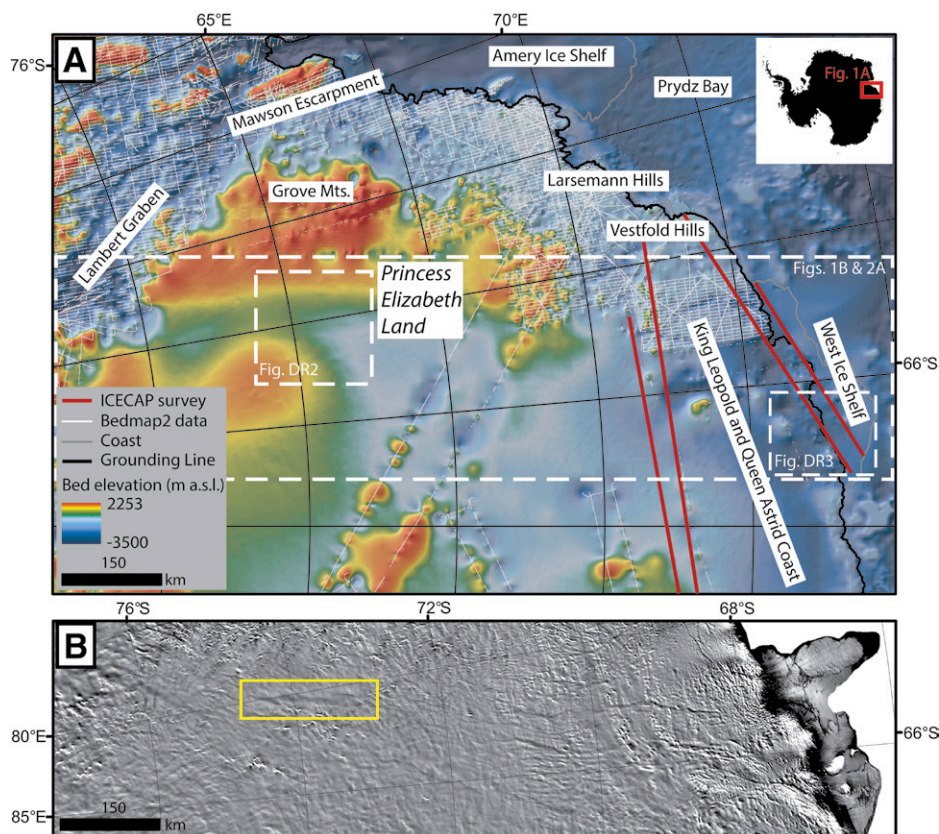 65°E
70°E
76°S
A
Amery Ice Shelf
Fig. 1A
Prydz Bay
Mawson Escarpment
Larsemann Hills
Grove Mts.
Vestfold Hills
Lambert Graben
Figs. 1B & 2A
Princess
Elizabeth
Land
West Ice Shelf
66°S
King Leopold and Queen Astrid Coast
Fig. DR2
Fig. DR3
ICECAP survey
Bedmap2 data
Coast
Grounding Line
Bed elevation (m a.s.l.)
2253
-3500
150
km
76°S
72°S
68°S
B
80°E
66°S
85°E
150
km